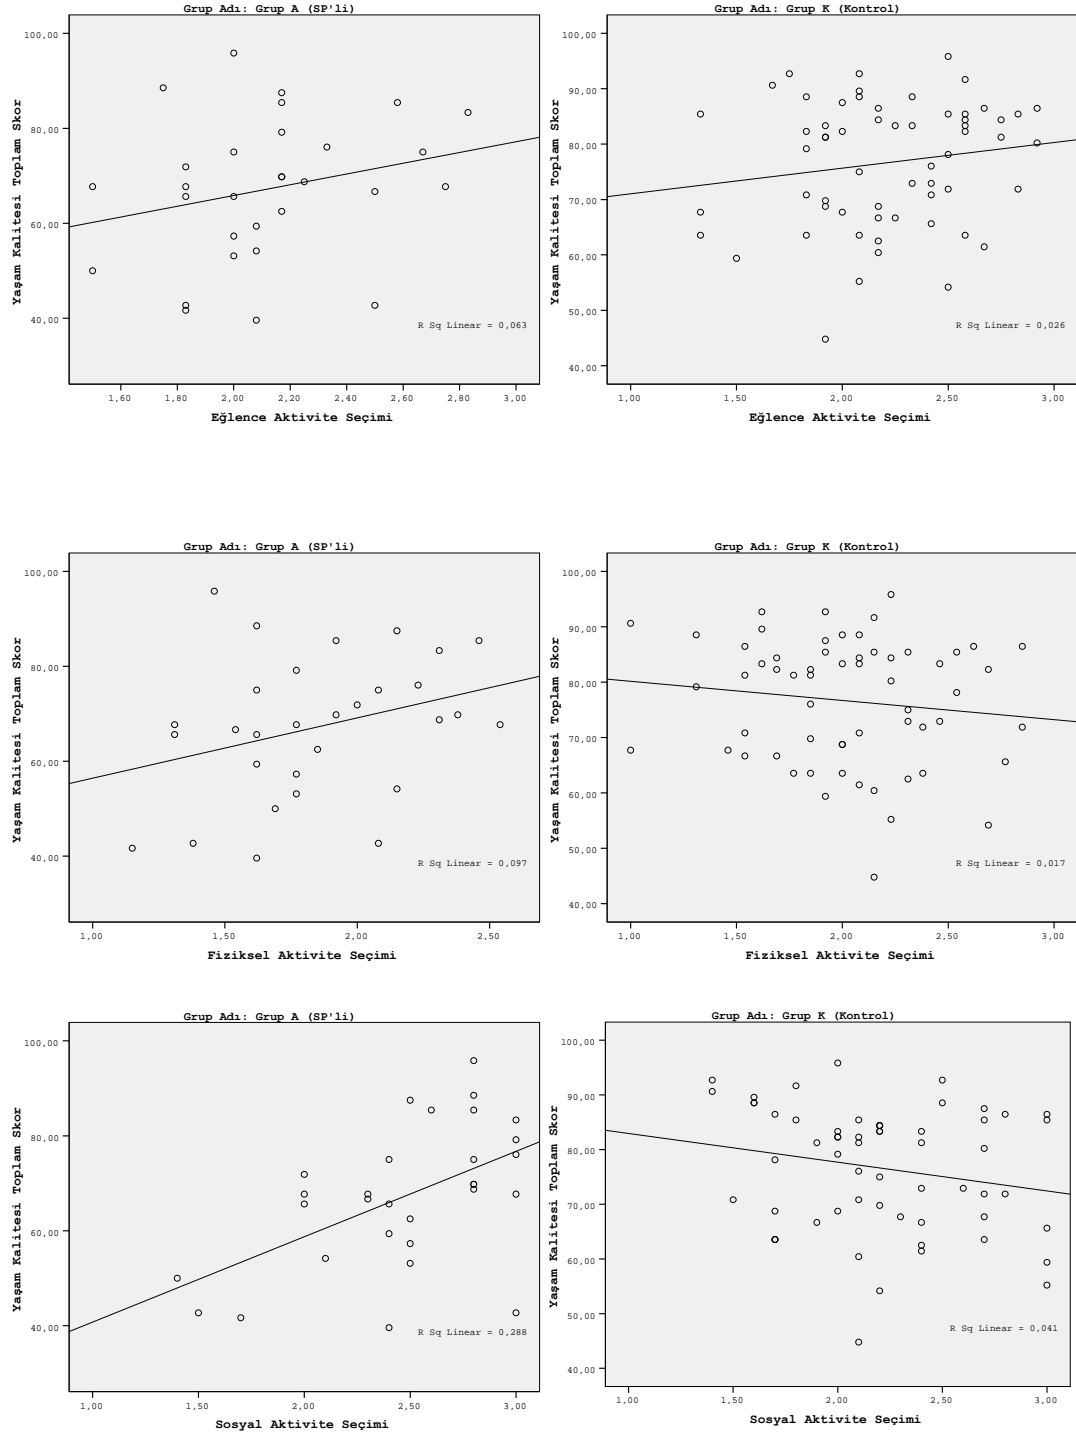 Grup Adı: Grup A (SP'li)
100,00
80,00
60,00
40,00
Yaşam Kalitesi Toplam Skor
R Sq Linear = 0,063
1,60 1,80 2,00 2,20 2,40 2,60 2,80 3,00
Eğlence Aktivite Seçimi
Grup Adı: Grup K (Kontrol)
100,00
90,00
80,00
70,00
60,00
50,00
40,00
Yaşam Kalitesi Toplam Skor
R Sq Linear = 0,026
1,00 1,50 2,00 2,50 3,00
Eğlence Aktivite Seçimi
Grup Adı: Grup A (SP'li)
100,00
80,00
60,00
40,00
Yaşam Kalitesi Toplam Skor
R Sq Linear = 0,097
1,00 1,50 2,00 2,50
Fiziksel Aktivite Seçimi
Grup Adı: Grup K (Kontrol)
100,00
90,00
80,00
70,00
60,00
50,00
40,00
Yaşam Kalitesi Toplam Skor
R Sq Linear = 0,017
1,00 1,50 2,00 2,50 3,00
Fiziksel Aktivite Seçimi
Grup Adı: Grup A (SP'li)
100,00
80,00
60,00
40,00
Yaşam Kalitesi Toplam Skor
R Sq Linear = 0,288
1,00 1,50 2,00 2,50 3,00
Sosyal Aktivite Seçimi
Grup Adı: Grup K (Kontrol)
100,00
90,00
80,00
70,00
60,00
50,00
40,00
Yaşam Kalitesi Toplam Skor
R Sq Linear = 0,041
1,00 1,50 2,00 2,50 3,00
Sosyal Aktivite Seçimi